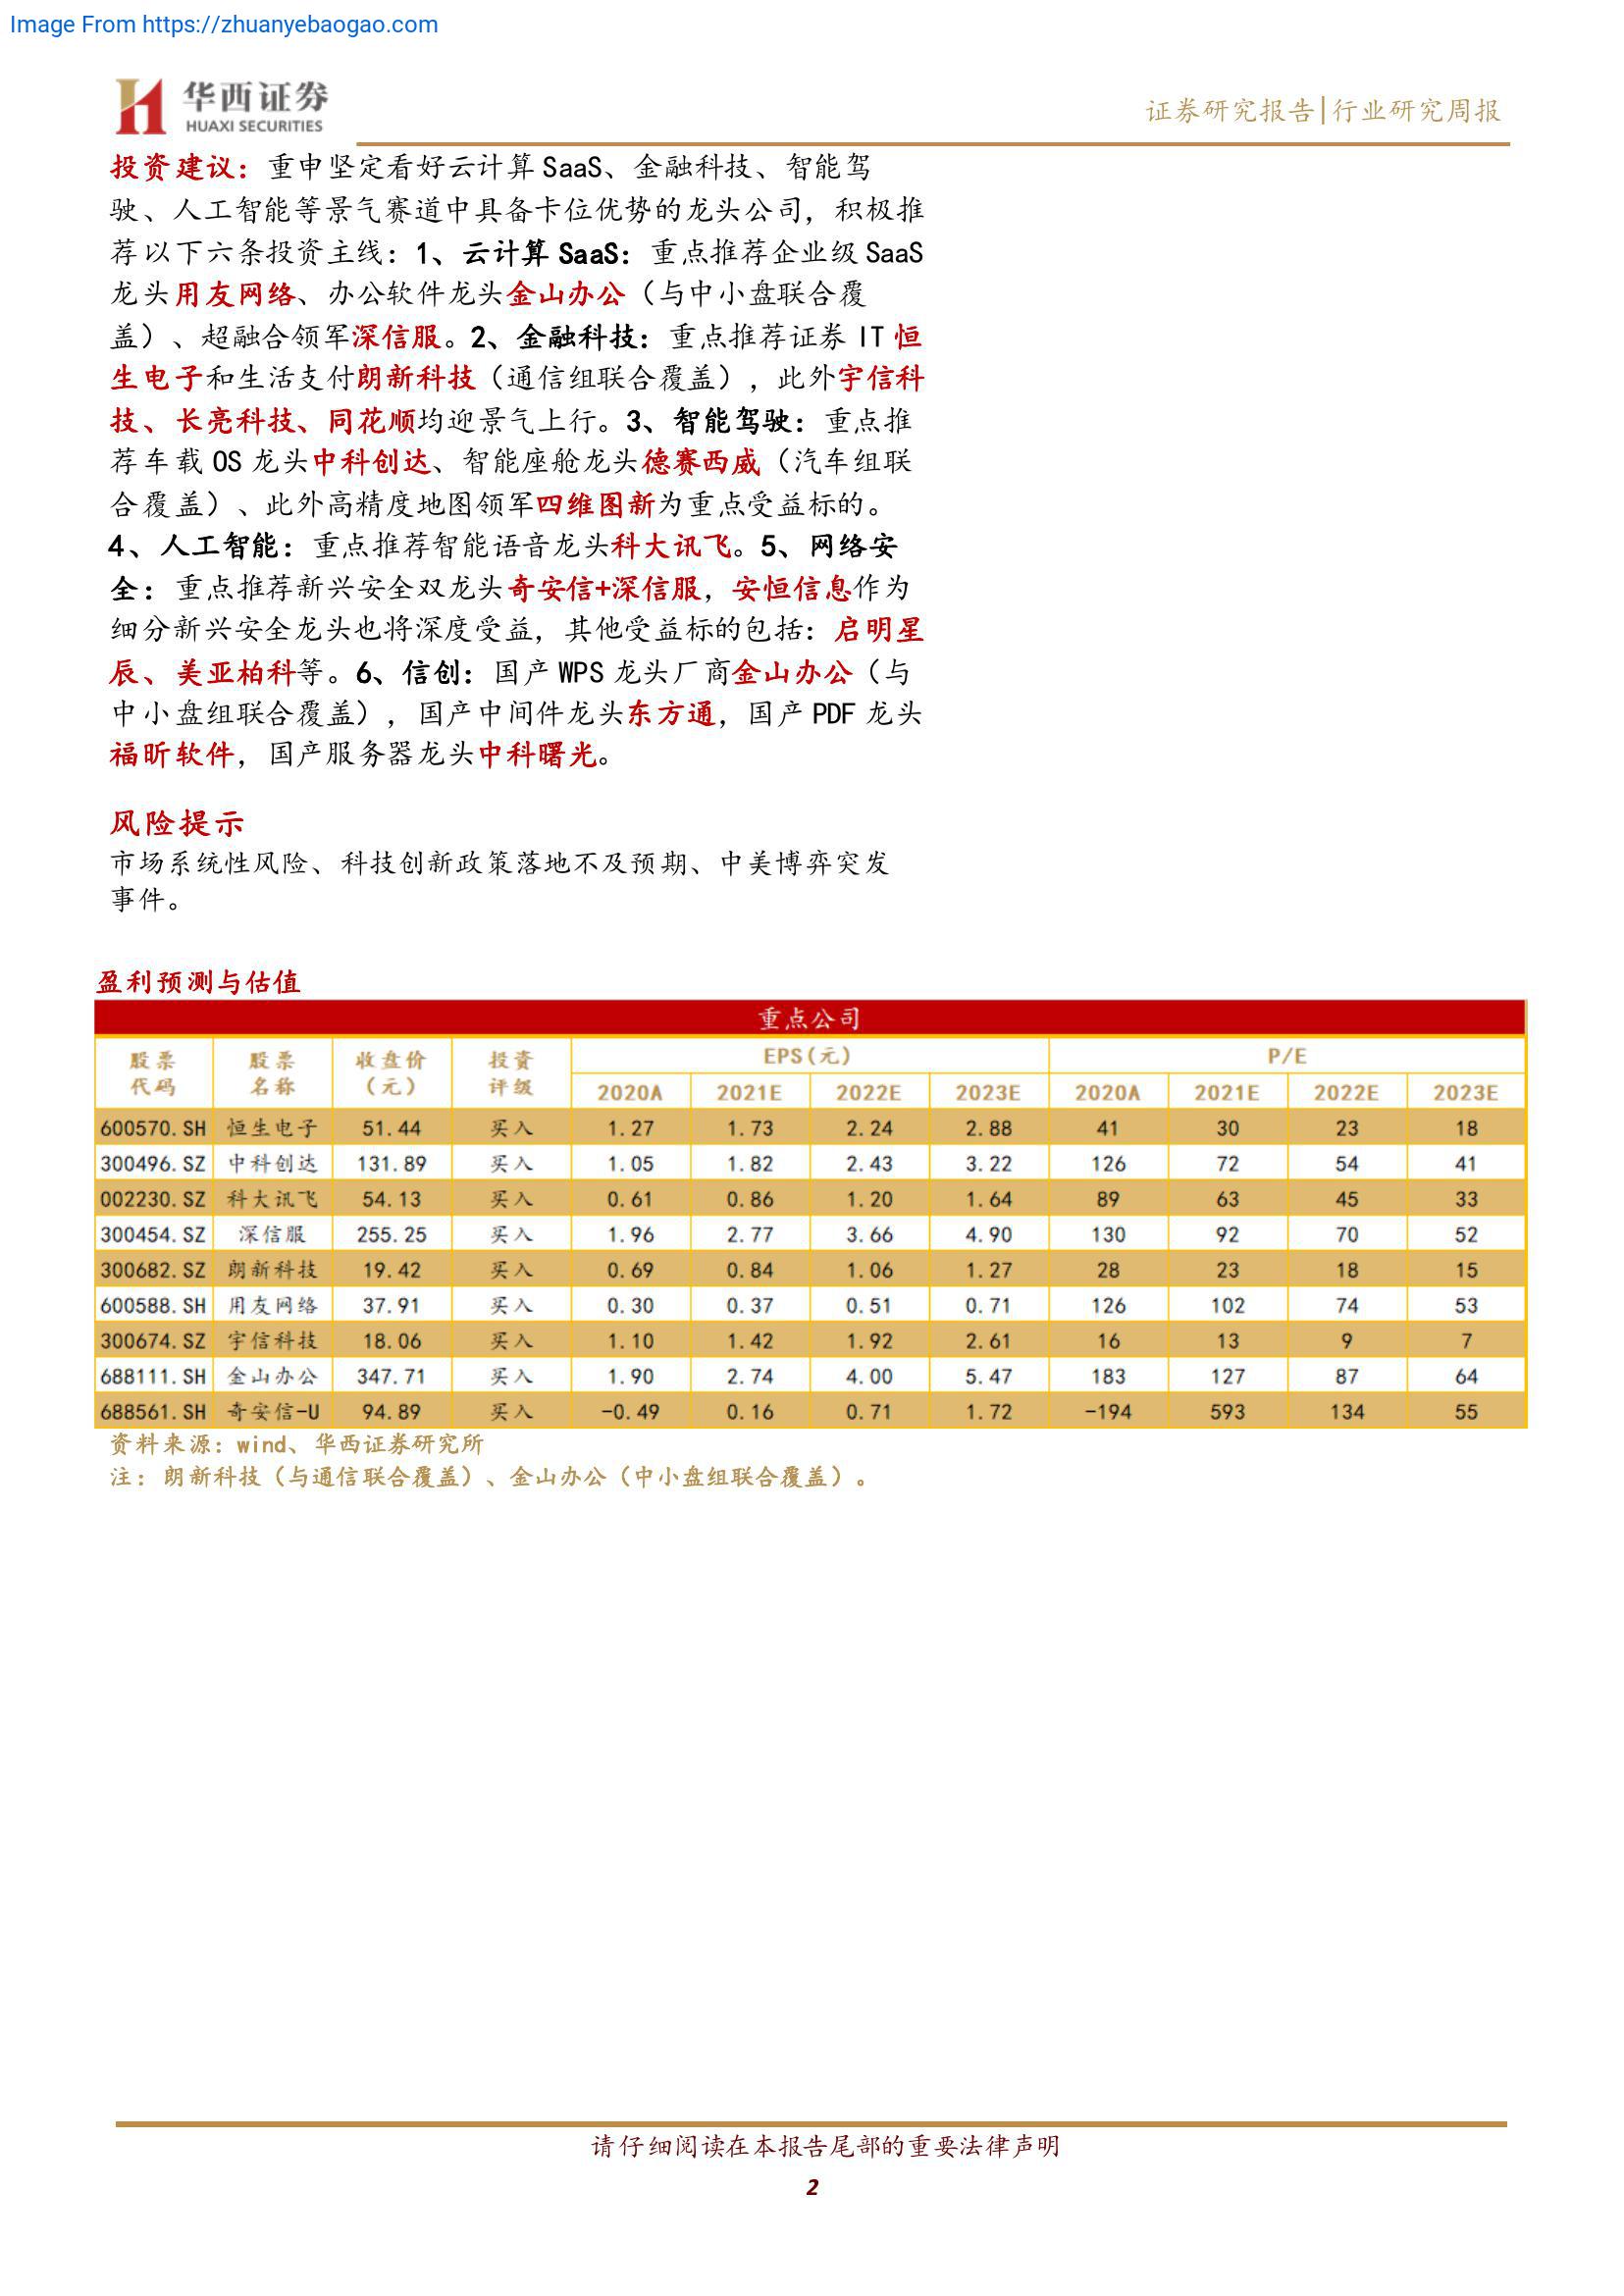 Image From https://zhuanyebaogao.com
华西证券
HUAXI SECURITIES
证券研究报告|行业研究周报
投资建议：重申坚定看好云计算 SaaS、金融科技、智能驾
驶、人工智能等景气赛道中具备卡位优势的龙头公司，积极推
荐以下六条投资主线：1、云计算 SaaS：重点推荐企业级 SaaS
龙头用友网络、办公软件龙头金山办公（与中小盘联合覆
盖）、超融合领军深信服。2、金融科技：重点推荐证券 IT 恒
生电子和生活支付朗新科技（通信组联合覆盖），此外宇信科
技、长亮科技、同花顺均迎景气上行。3、智能驾驶：重点推
荐车载 OS 龙头中科创达、智能座舱龙头德赛西威（汽车组联
合覆盖）、此外高精度地图领军四维图新为重点受益标的。
4、人工智能：重点推荐智能语音龙头科大讯飞。5、网络安
全：重点推荐新兴安全双龙头奇安信+深信服，安恒信息作为
细分新兴安全龙头也将深度受益，其他受益标的包括：启明星
辰、美亚柏科等。6、信创：国产 WPS 龙头厂商金山办公（与
中小盘组联合覆盖），国产中间件龙头东方通，国产 PDF 龙头
福昕软件，国产服务器龙头中科曙光。
风险提示
市场系统性风险、科技创新政策落地不及预期、中美博弈突发
事件。
盈利预测与估值
重点公司
股票代码 股票名称 收盘价（元） 投资评级 EPS(元) P/E
2020A 2021E 2022E 2023E 2020A 2021E 2022E 2023E
600570.SH 恒生电子 51.44 买入 1.27 1.73 2.24 2.88 41 30 23 18
300496.SZ 中科创达 131.89 买入 1.05 1.82 2.43 3.22 126 72 54 41
002230.SZ 科大讯飞 54.13 买入 0.61 0.86 1.20 1.64 89 63 45 33
300454.SZ 深信服 255.25 买入 1.96 2.77 3.66 4.90 130 92 70 52
300682.SZ 朗新科技 19.42 买入 0.69 0.84 1.06 1.27 28 23 18 15
600588.SH 用友网络 37.91 买入 0.30 0.37 0.51 0.71 126 102 74 53
300674.SZ 宇信科技 18.06 买入 1.10 1.42 1.92 2.61 16 13 9 7
688111.SH 金山办公 347.71 买入 1.90 2.74 4.00 5.47 183 127 87 64
688561.SH 奇安信-U 94.89 买入 -0.49 0.16 0.71 1.72 -194 593 134 55
资料来源：wind、华西证券研究所
注：朗新科技（与通信联合覆盖）、金山办公（中小盘组联合覆盖）。
请仔细阅读在本报告尾部的重要法律声明
2